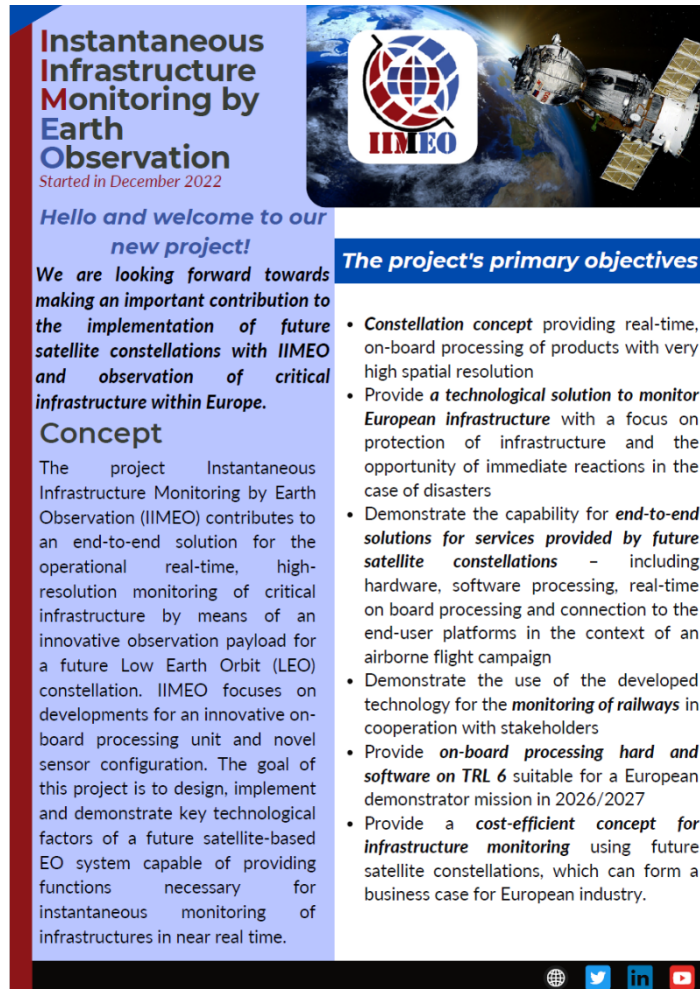 Instantaneous
Infrastructure
Monitoring by
Earth
Observation
Started in December 2022
IIMEO
Hello and welcome to our
new project!
We are looking forward towards
making an important contribution to
the implementation of future
satellite constellations with IIMEO
and observation of critical
infrastructure within Europe.
Concept
The project Instantaneous
Infrastructure Monitoring by Earth
Observation (IIMEO) contributes to
an end-to-end solution for the
operational real-time, high-
resolution monitoring of critical
infrastructure by means of an
innovative observation payload for
a future Low Earth Orbit (LEO)
constellation. IIMEO focuses on
developments for an innovative on-
board processing unit and novel
sensor configuration. The goal of
this project is to design, implement
and demonstrate key technological
factors of a future satellite-based
EO system capable of providing
functions necessary for
instantaneous monitoring of
infrastructures in near real time.
The project's primary objectives
• Constellation concept providing real-time,
on-board processing of products with very
high spatial resolution
• Provide a technological solution to monitor
European infrastructure with a focus on
protection of infrastructure and the
opportunity of immediate reactions in the
case of disasters
• Demonstrate the capability for end-to-end
solutions for services provided by future
satellite constellations – including
hardware, software processing, real-time
on board processing and connection to the
end-user platforms in the context of an
airborne flight campaign
• Demonstrate the use of the developed
technology for the monitoring of railways in
cooperation with stakeholders
• Provide on-board processing hard and
software on TRL 6 suitable for a European
demonstrator mission in 2026/2027
• Provide a cost-efficient concept for
infrastructure monitoring using future
satellite constellations, which can form a
business case for European industry.
in